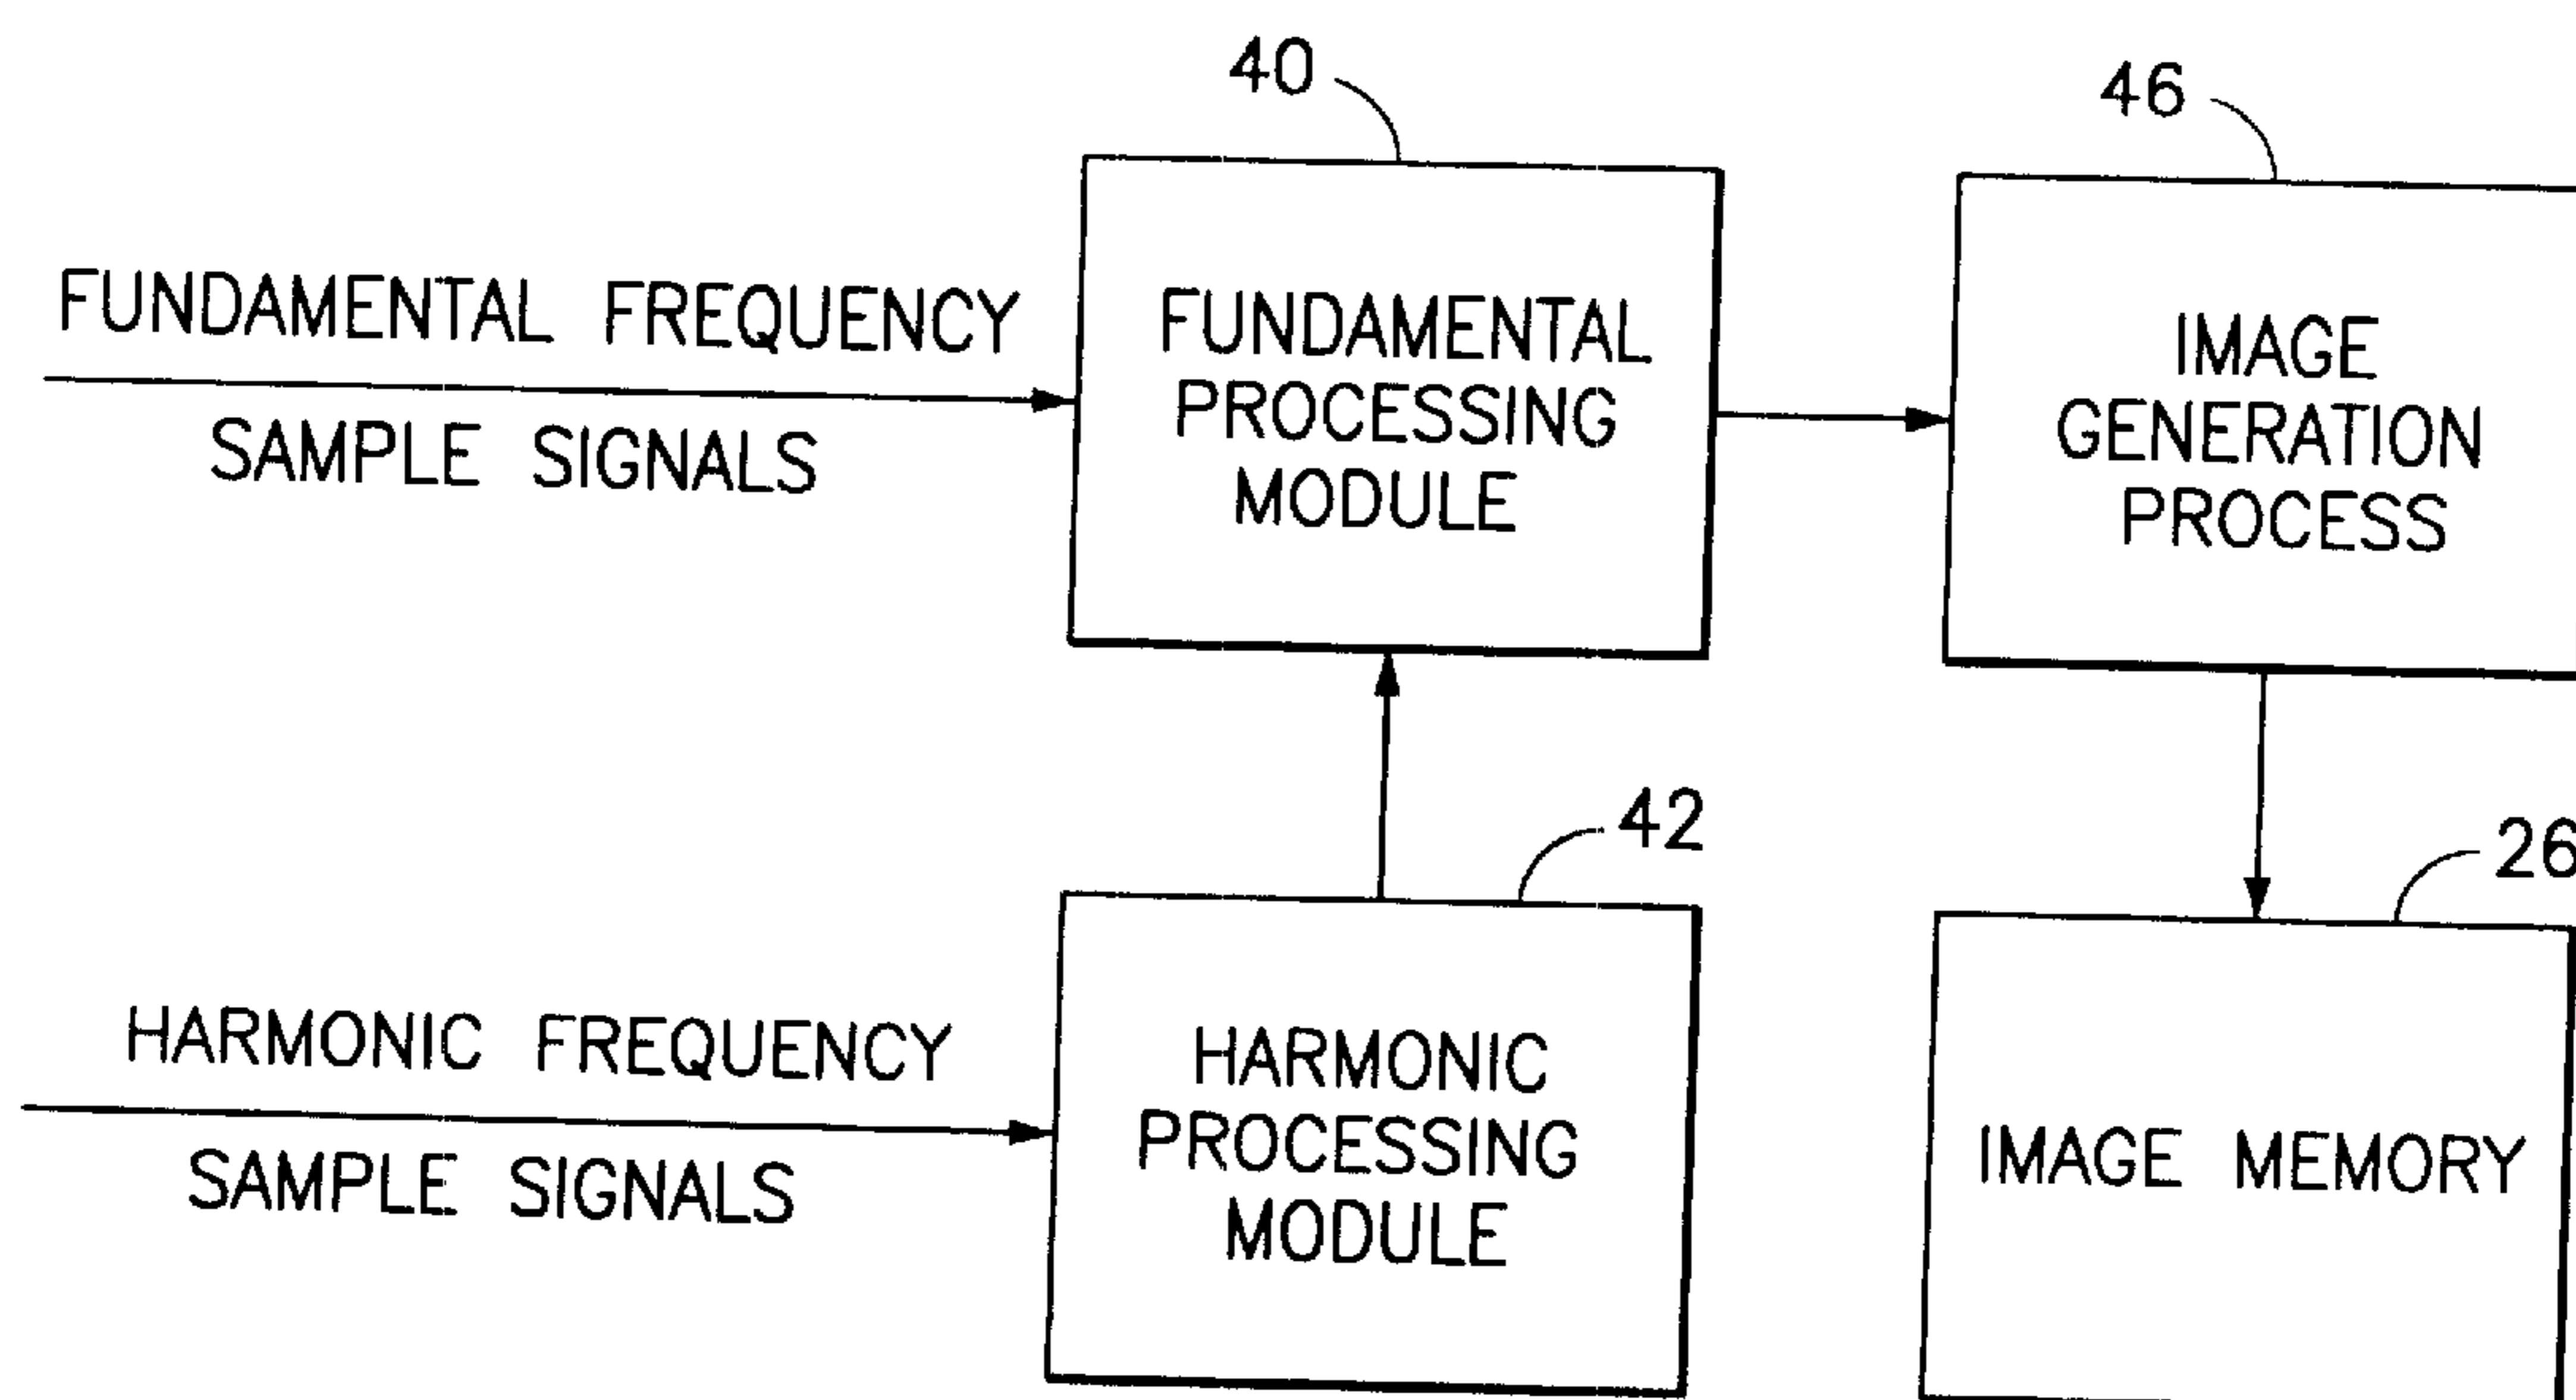 40
46
FUNDAMENTAL FREQUENCY
SAMPLE SIGNALS
FUNDAMENTAL
PROCESSING
MODULE
IMAGE
GENERATION
PROCESS
42
26
HARMONIC FREQUENCY
SAMPLE SIGNALS
HARMONIC
PROCESSING
MODULE
IMAGE MEMORY